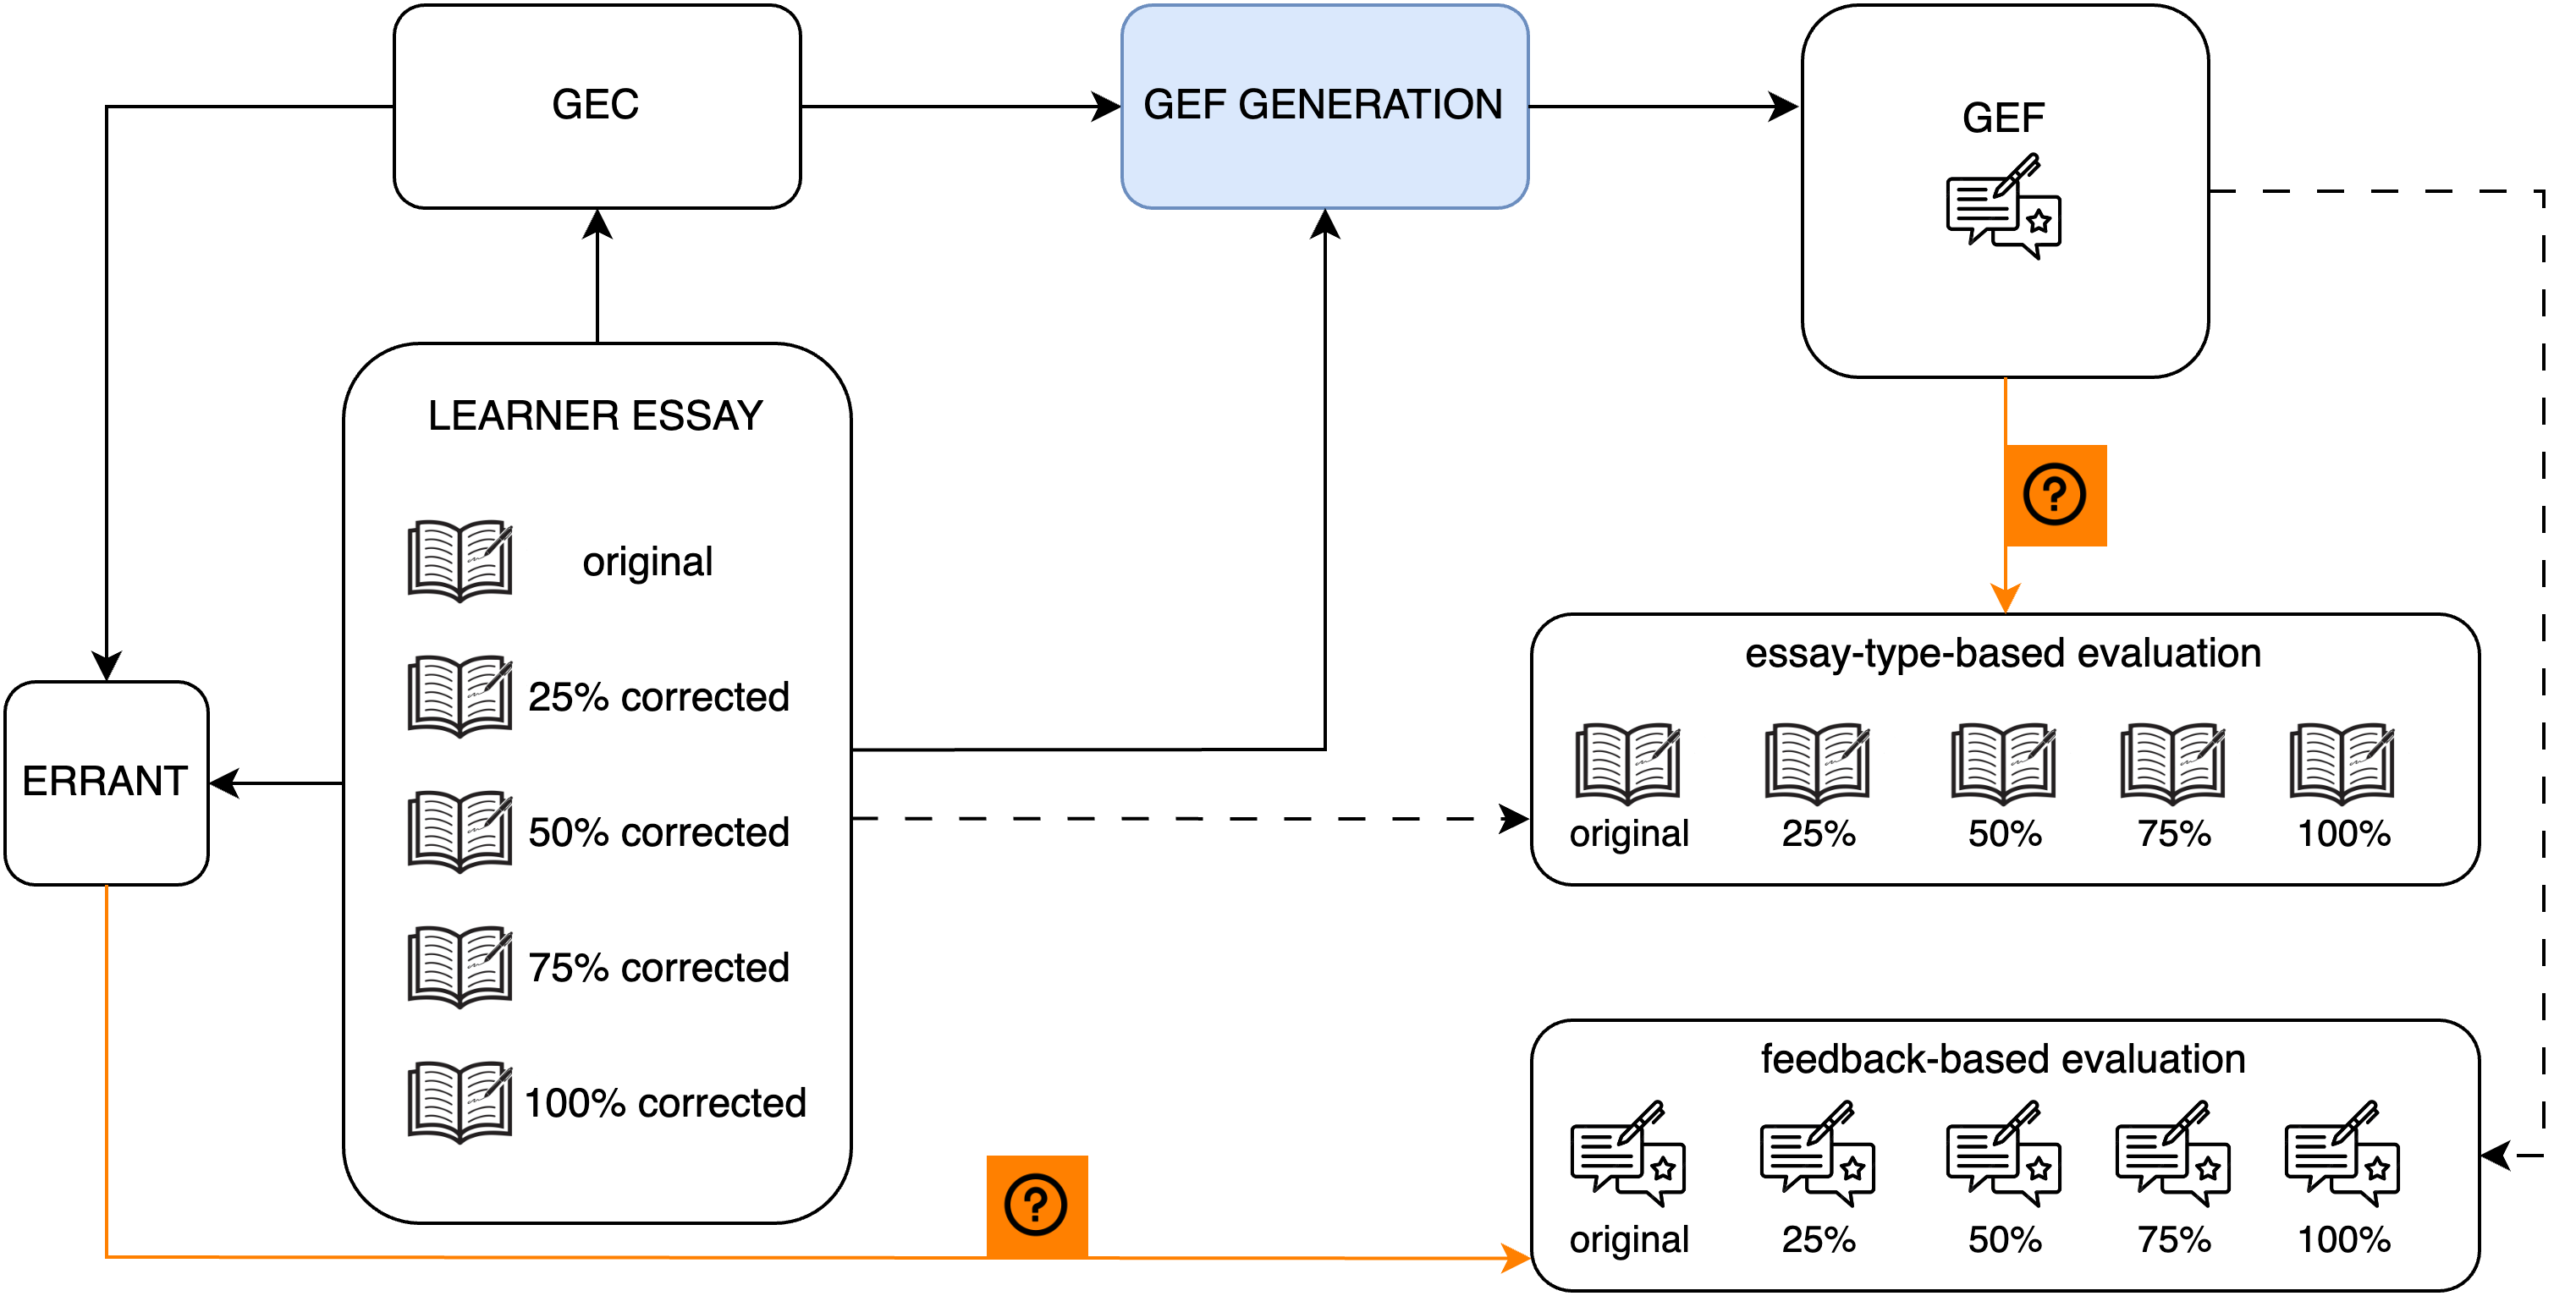 GEC
GEF GENERATION
GEF
LEARNER ESSAY
original
25% corrected
50% corrected
75% corrected
100% corrected
ERRANT
?
essay-type-based evaluation
original 25% 50% 75% 100%
feedback-based evaluation
original 25% 50% 75% 100%
?